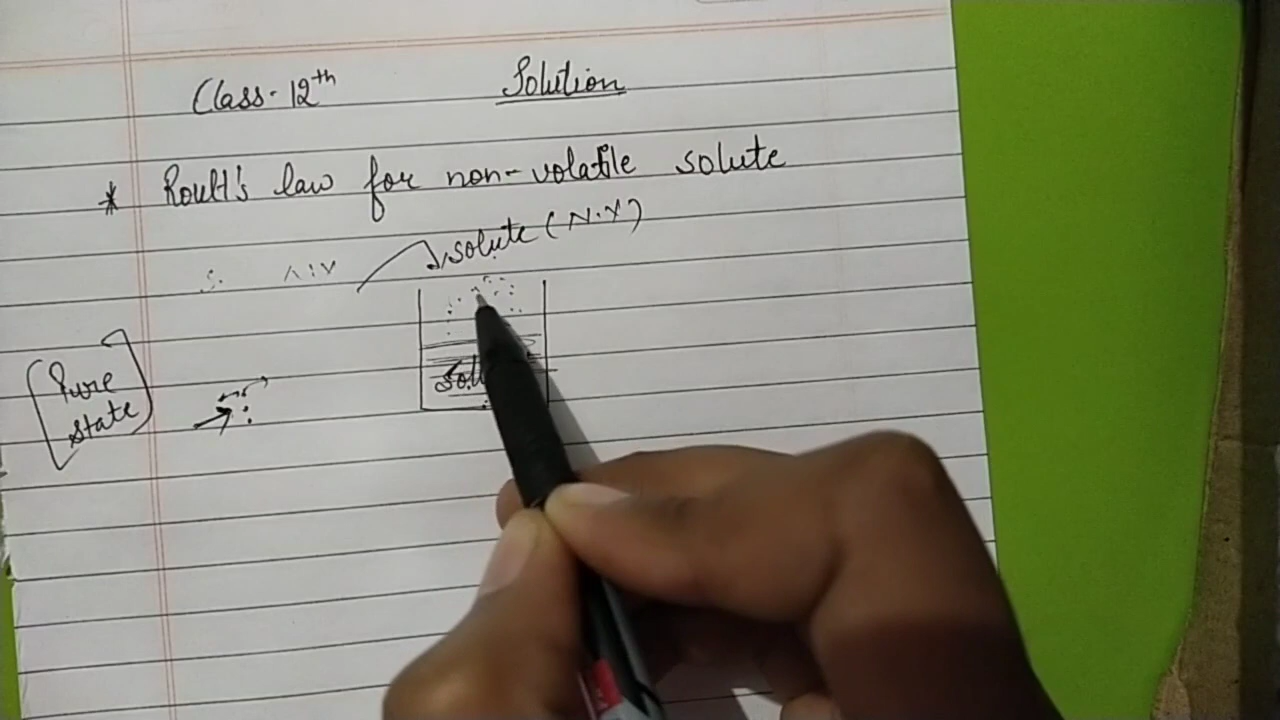 Class- 12th Solution
* Roult's law for non-volatile solute
solute (N.V)
Pure
state